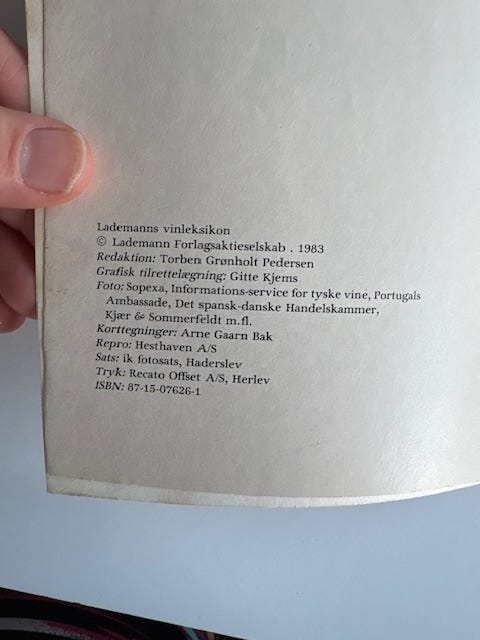 Lademanns vinleksikon
© Lademann Forlagsaktieselskab . 1983
Redaktion: Torben Grønholt Pedersen
Grafisk tilrettelægning: Gitte Kjems
Foto: Sopexa, Informations-service for tyske vine, Portugals
Ambassade, Det spansk-danske Handelskammer,
Kjær & Sommerfeldt m.fl.
Korttegninger: Arne Gaarn Bak
Repro: Hesthaven A/S
Sats: ik fotosats, Haderslev
Tryk: Recato Offset A/S, Herlev
ISBN: 87-15-07626-1